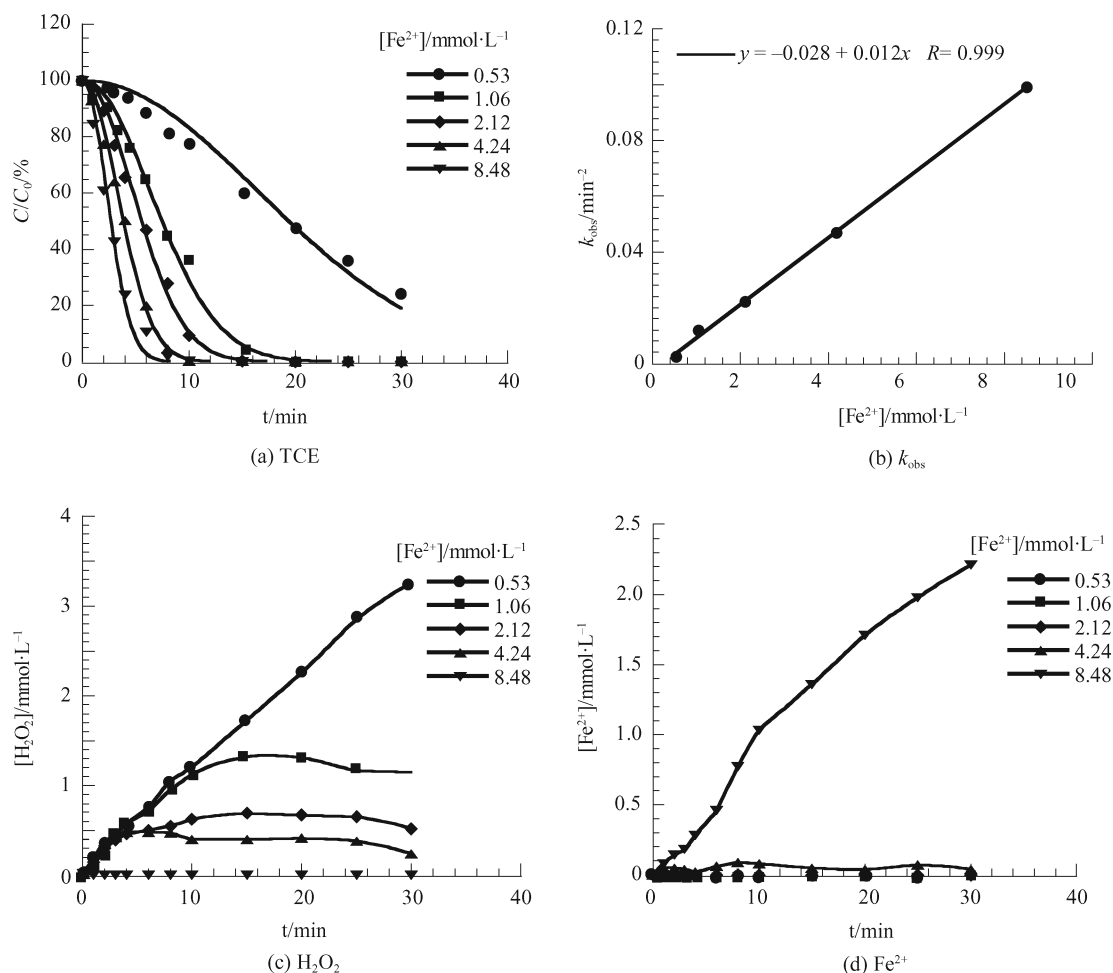 [Fe²⁺]/mmol·L⁻¹
0.53
1.06
2.12
4.24
8.48
C/C₀/%
120
100
80
60
40
20
0
0 10 20 30 40
t/min
(a) TCE
y = –0.028 + 0.012x R= 0.999
k_obs/min⁻²
0.12
0.08
0.04
0
0 2 4 6 8 10
[Fe²⁺]/mmol·L⁻¹
(b) k_obs
[Fe²⁺]/mmol·L⁻¹
0.53
1.06
2.12
4.24
8.48
[H₂O₂]/mmol·L⁻¹
4
3
2
1
0
0 10 20 30 40
t/min
(c) H₂O₂
[Fe²⁺]/mmol·L⁻¹
0.53
1.06
2.12
4.24
8.48
[Fe²⁺]/mmol·L⁻¹
2.5
2.0
1.5
1.0
0.5
0
0 10 20 30 40
t/min
(d) Fe²⁺